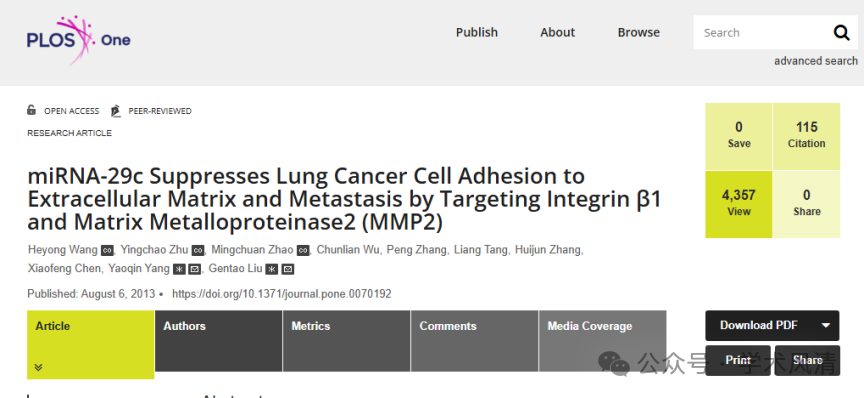 PLOS One
Publish
About
Browse
Search
advanced search
OPEN ACCESS
PEER-REVIEWED
RESEARCH ARTICLE
0
Save
115
Citation
4,357
View
0
Share
miRNA-29c Suppresses Lung Cancer Cell Adhesion to
Extracellular Matrix and Metastasis by Targeting Integrin β1
and Matrix Metalloproteinase2 (MMP2)
Heyong Wang, Yingchao Zhu, Mingchuan Zhao, Chunlian Wu, Peng Zhang, Liang Tang, Huijun Zhang,
Xiaofeng Chen, Yaoqin Yang, Gentao Liu
Published: August 6, 2013 • https://doi.org/10.1371/journal.pone.0070192
Article
Authors
Metrics
Comments
Media Coverage
Download PDF
Print
Share
公众号 · 学术风清